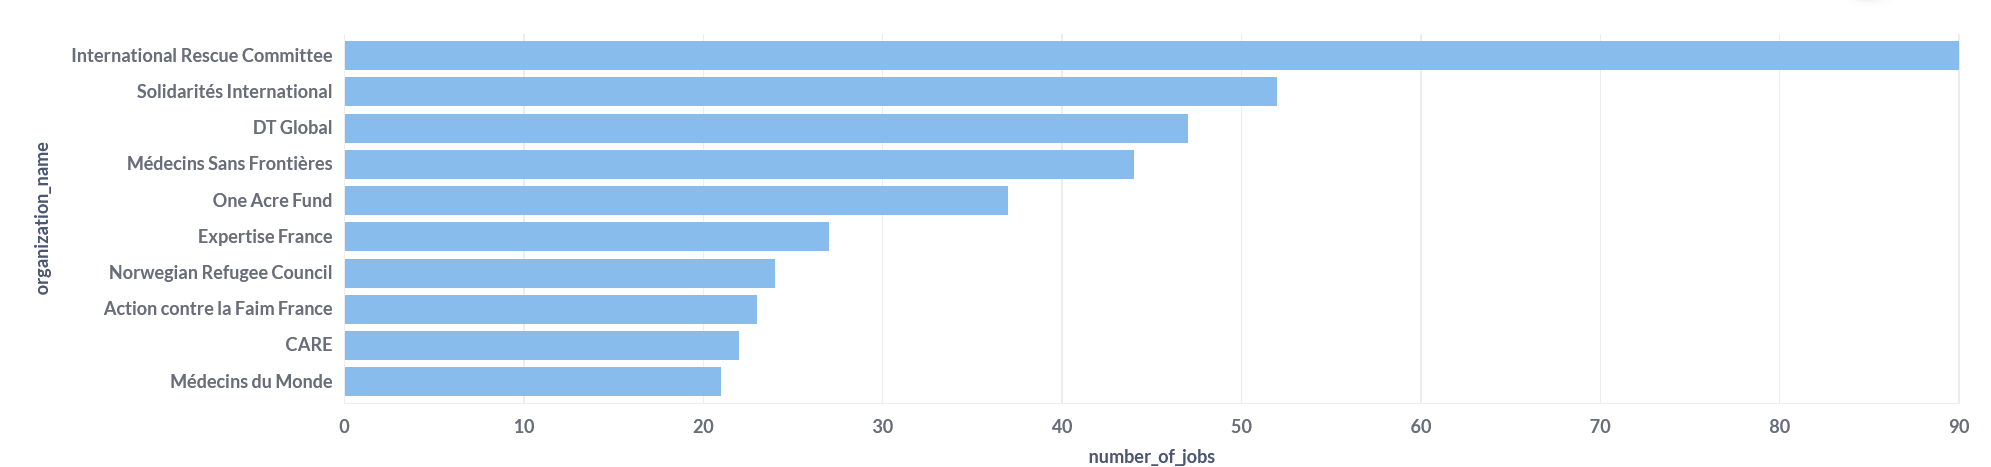 organization_name
International Rescue Committee
Solidarités International
DT Global
Médecins Sans Frontières
One Acre Fund
Expertise France
Norwegian Refugee Council
Action contre la Faim France
CARE
Médecins du Monde
0 10 20 30 40 50 60 70 80 90
number_of_jobs